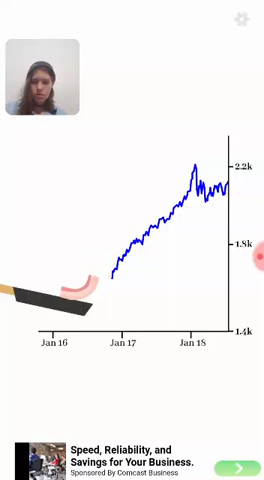 2.2k
1.8k
1.4k
Jan 16 Jan 17 Jan 18
Speed, Reliability, and
Savings for Your Business.
Sponsored By Comcast Business